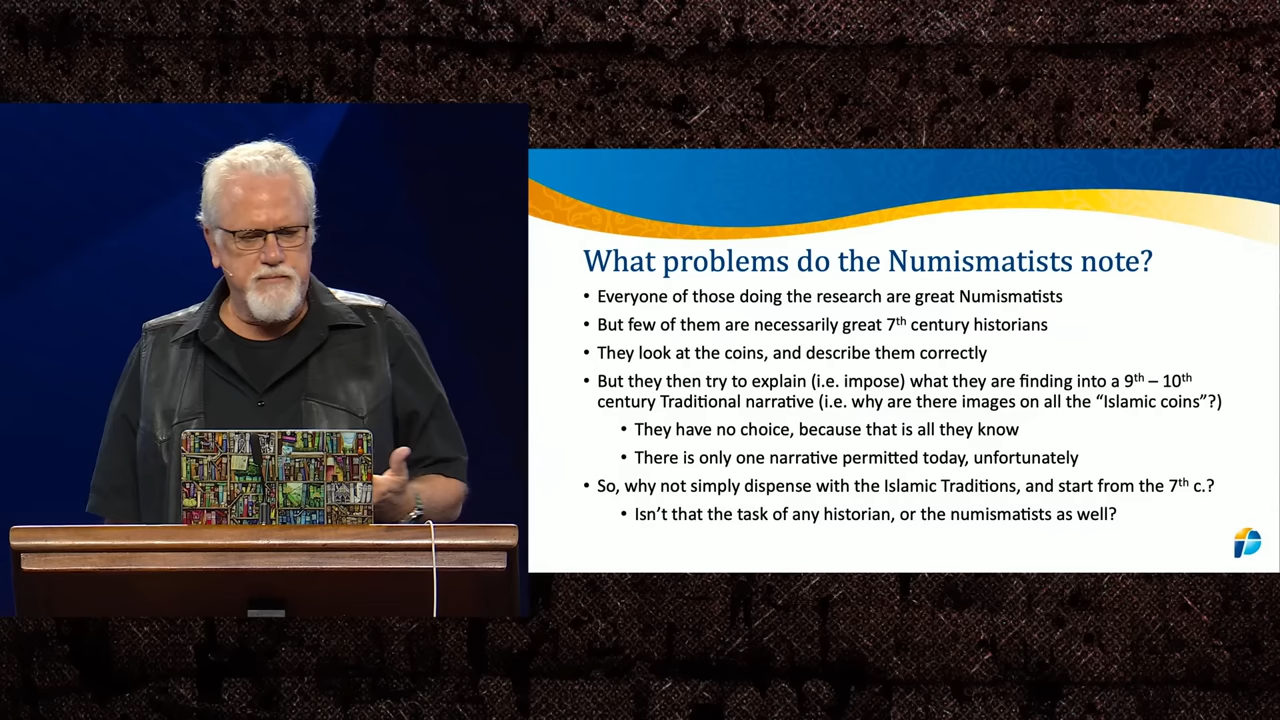 What problems do the Numismatists note?
• Everyone of those doing the research are great Numismatists
• But few of them are necessarily great 7th century historians
• They look at the coins, and describe them correctly
• But they then try to explain (i.e. impose) what they are finding into a 9th – 10th
century Traditional narrative (i.e. why are there images on all the “Islamic coins”?)
• They have no choice, because that is all they know
• There is only one narrative permitted today, unfortunately
• So, why not simply dispense with the Islamic Traditions, and start from the 7th c.?
• Isn’t that the task of any historian, or the numismatists as well?